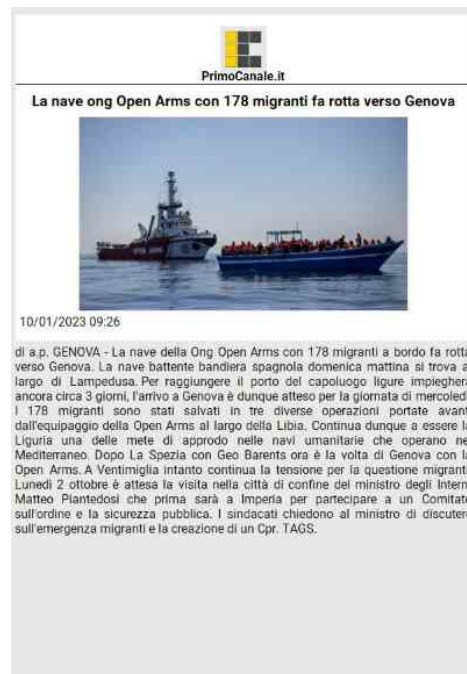 PrimoCanale.it
La nave ong Open Arms con 178 migranti fa rotta verso Genova
10/01/2023 09:26
di a.p. GENOVA - La nave della Ong Open Arms con 178 migranti a bordo fa rotta
verso Genova. La nave battente bandiera spagnola domenica mattina si trova a
largo di Lampedusa. Per raggiungere il porto del capoluogo ligure impiegher
ancora circa 3 giorni, l'arrivo a Genova è dunque atteso per la giornata di mercoled
I 178 migranti sono stati salvati in tre diverse operazioni portate avant
dall'equipaggio della Open Arms al largo della Libia. Continua dunque a essere l
Liguria una delle mete di approdo nelle navi umanitarie che operano ne
Mediterraneo. Dopo La Spezia con Geo Barents ora è la volta di Genova con l
Open Arms. A Ventimiglia intanto continua la tensione per la questione migrant
Lunedì 2 ottobre è attesa la visita nella città di confine del ministro degli Intern
Matteo Piantedosi che prima sarà a Imperia per partecipare a un Comitat
sull'ordine e la sicurezza pubblica. I sindacati chiedono al ministro di discuter
sull'emergenza migranti e la creazione di un Cpr. TAGS.